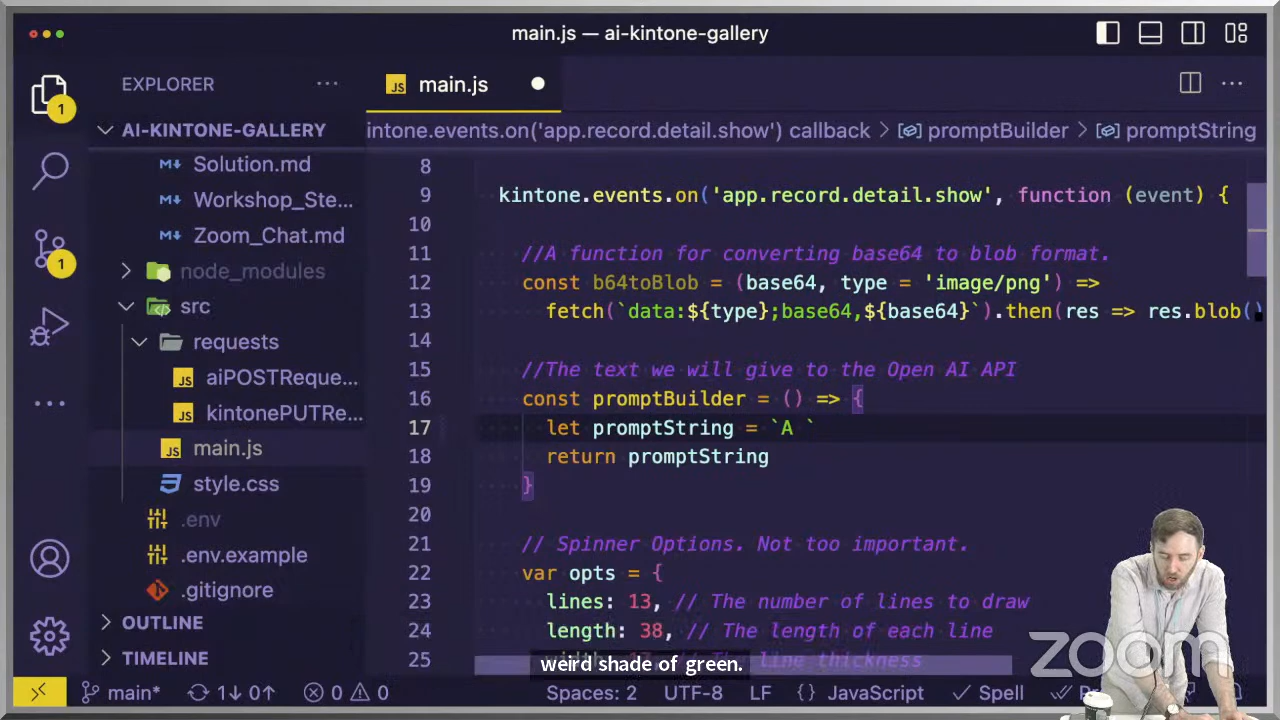 main.js — ai-kintone-gallery
EXPLORER
main.js
1
AI-KINTONE-GALLERY
intone.events.on('app.record.detail.show') callback > promptBuilder > promptString
Solution.md
Workshop_Ste...
Zoom_Chat.md
node_modules
src
requests
aiPOSTReque...
kintonePUTRe...
main.js
style.css
.env
.env.example
.gitignore
OUTLINE
TIMELINE
1
8
9 kintone.events.on('app.record.detail.show', function (event) {
10
11 //A function for converting base64 to blob format.
12 const b64toBlob = (base64, type = 'image/png') =>
13 fetch(`data:${type};base64,${base64}`).then(res => res.blob()
14
15 //The text we will give to the Open AI API
16 const promptBuilder = () => {
17 let promptString = `A `
18 return promptString
19 }
20
21 // Spinner Options. Not too important.
22 var opts = {
23 lines: 13, // The number of lines to draw
24 length: 38, // The length of each line
25 // The line thickness
weird shade of green.
zoom
main* 1↓ 0↑ 0 0 Spaces: 2 UTF-8 LF {} JavaScript Spell